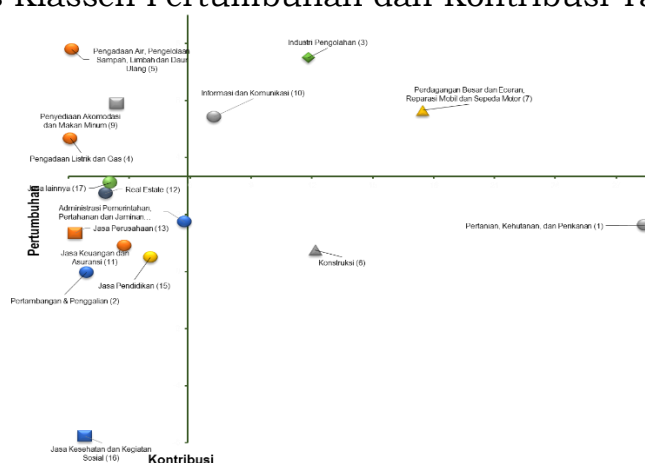 Klassen Pertumbuhan dan Kontribusi
Industri Pengolahan (3)
Pengadaan Air, Pengelolaan
Sampah, Limbah dan Daur
Ulang (5)
Informasi dan Komunikasi (10)
Perdagangan Besar dan Eceran,
Reparasi Mobil dan Sepeda Motor (7)
Penyediaan Akomodasi
dan Makan Minum (9)
Pengadaan Listrik dan Gas (4)
Jasa lainnya (17)
Real Estate (12)
Administrasi Pemerintahan,
Pertahanan dan Jaminan...
Pertumbuhan
Jasa Perusahaan (13)
Pertanian, Kehutanan, dan Perikanan (1)
Jasa Keuangan dan
Asuransi (11)
Konstruksi (6)
Jasa Pendidikan (15)
Pertambangan & Penggalian (2)
Jasa Kesehatan dan Kegiatan
Sosial (16)
Kontribusi